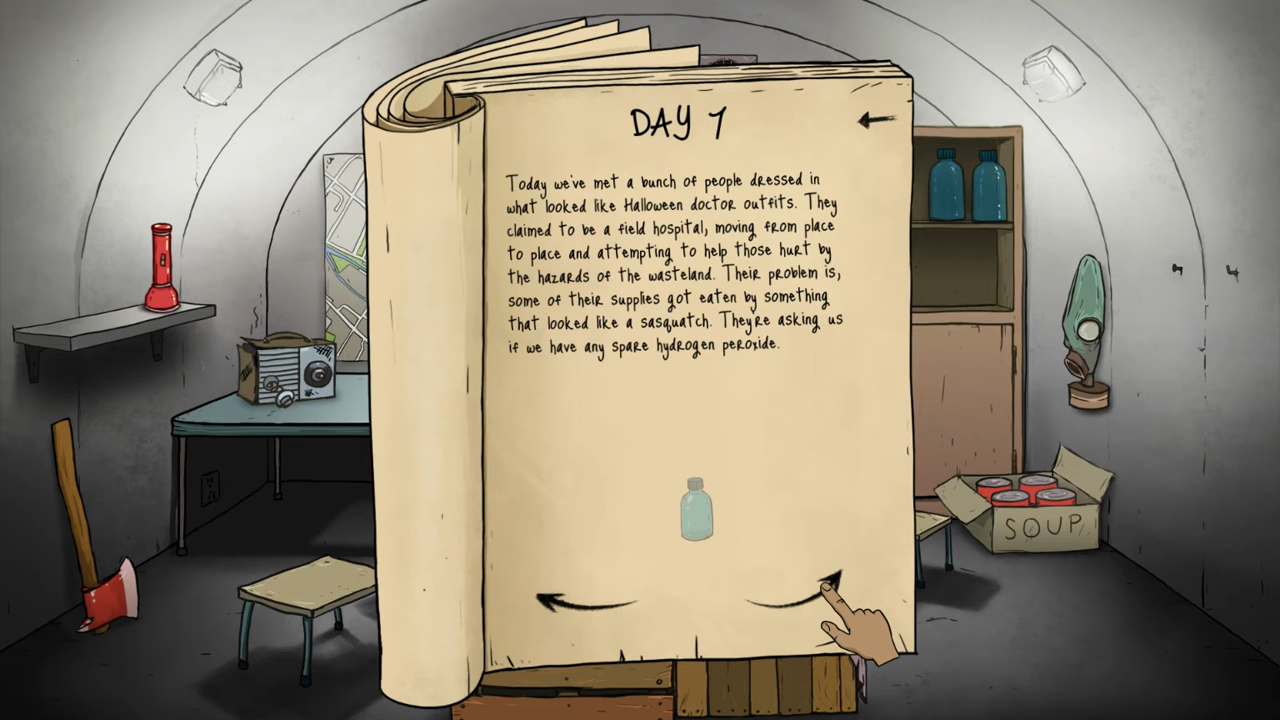 DAY 7
Today we've met a bunch of people dressed in
what looked like Halloween doctor outfits. They
claimed to be a field hospital, moving from place
to place and attempting to help those hurt by
the hazards of the wasteland. Their problem is,
some of their supplies got eaten by something
that looked like a sasquatch. They're asking us
if we have any spare hydrogen peroxide.
SOUP